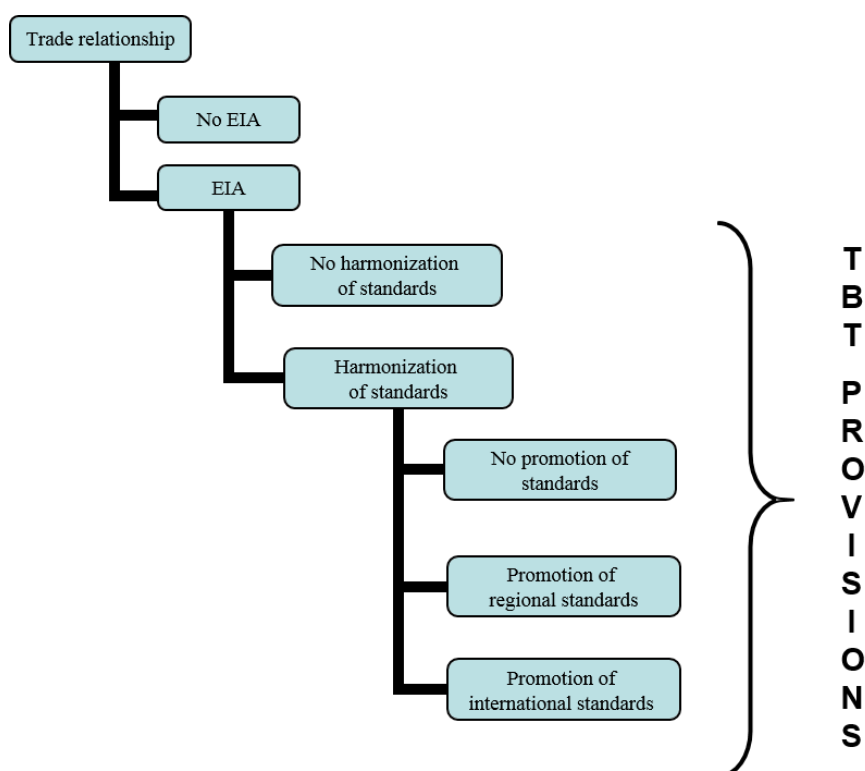 Trade relationship
No EIA
EIA
No harmonization
of standards
Harmonization
of standards
No promotion of
standards
Promotion of
regional standards
Promotion of
international standards
T
B
T
P
R
O
V
I
S
I
O
N
S